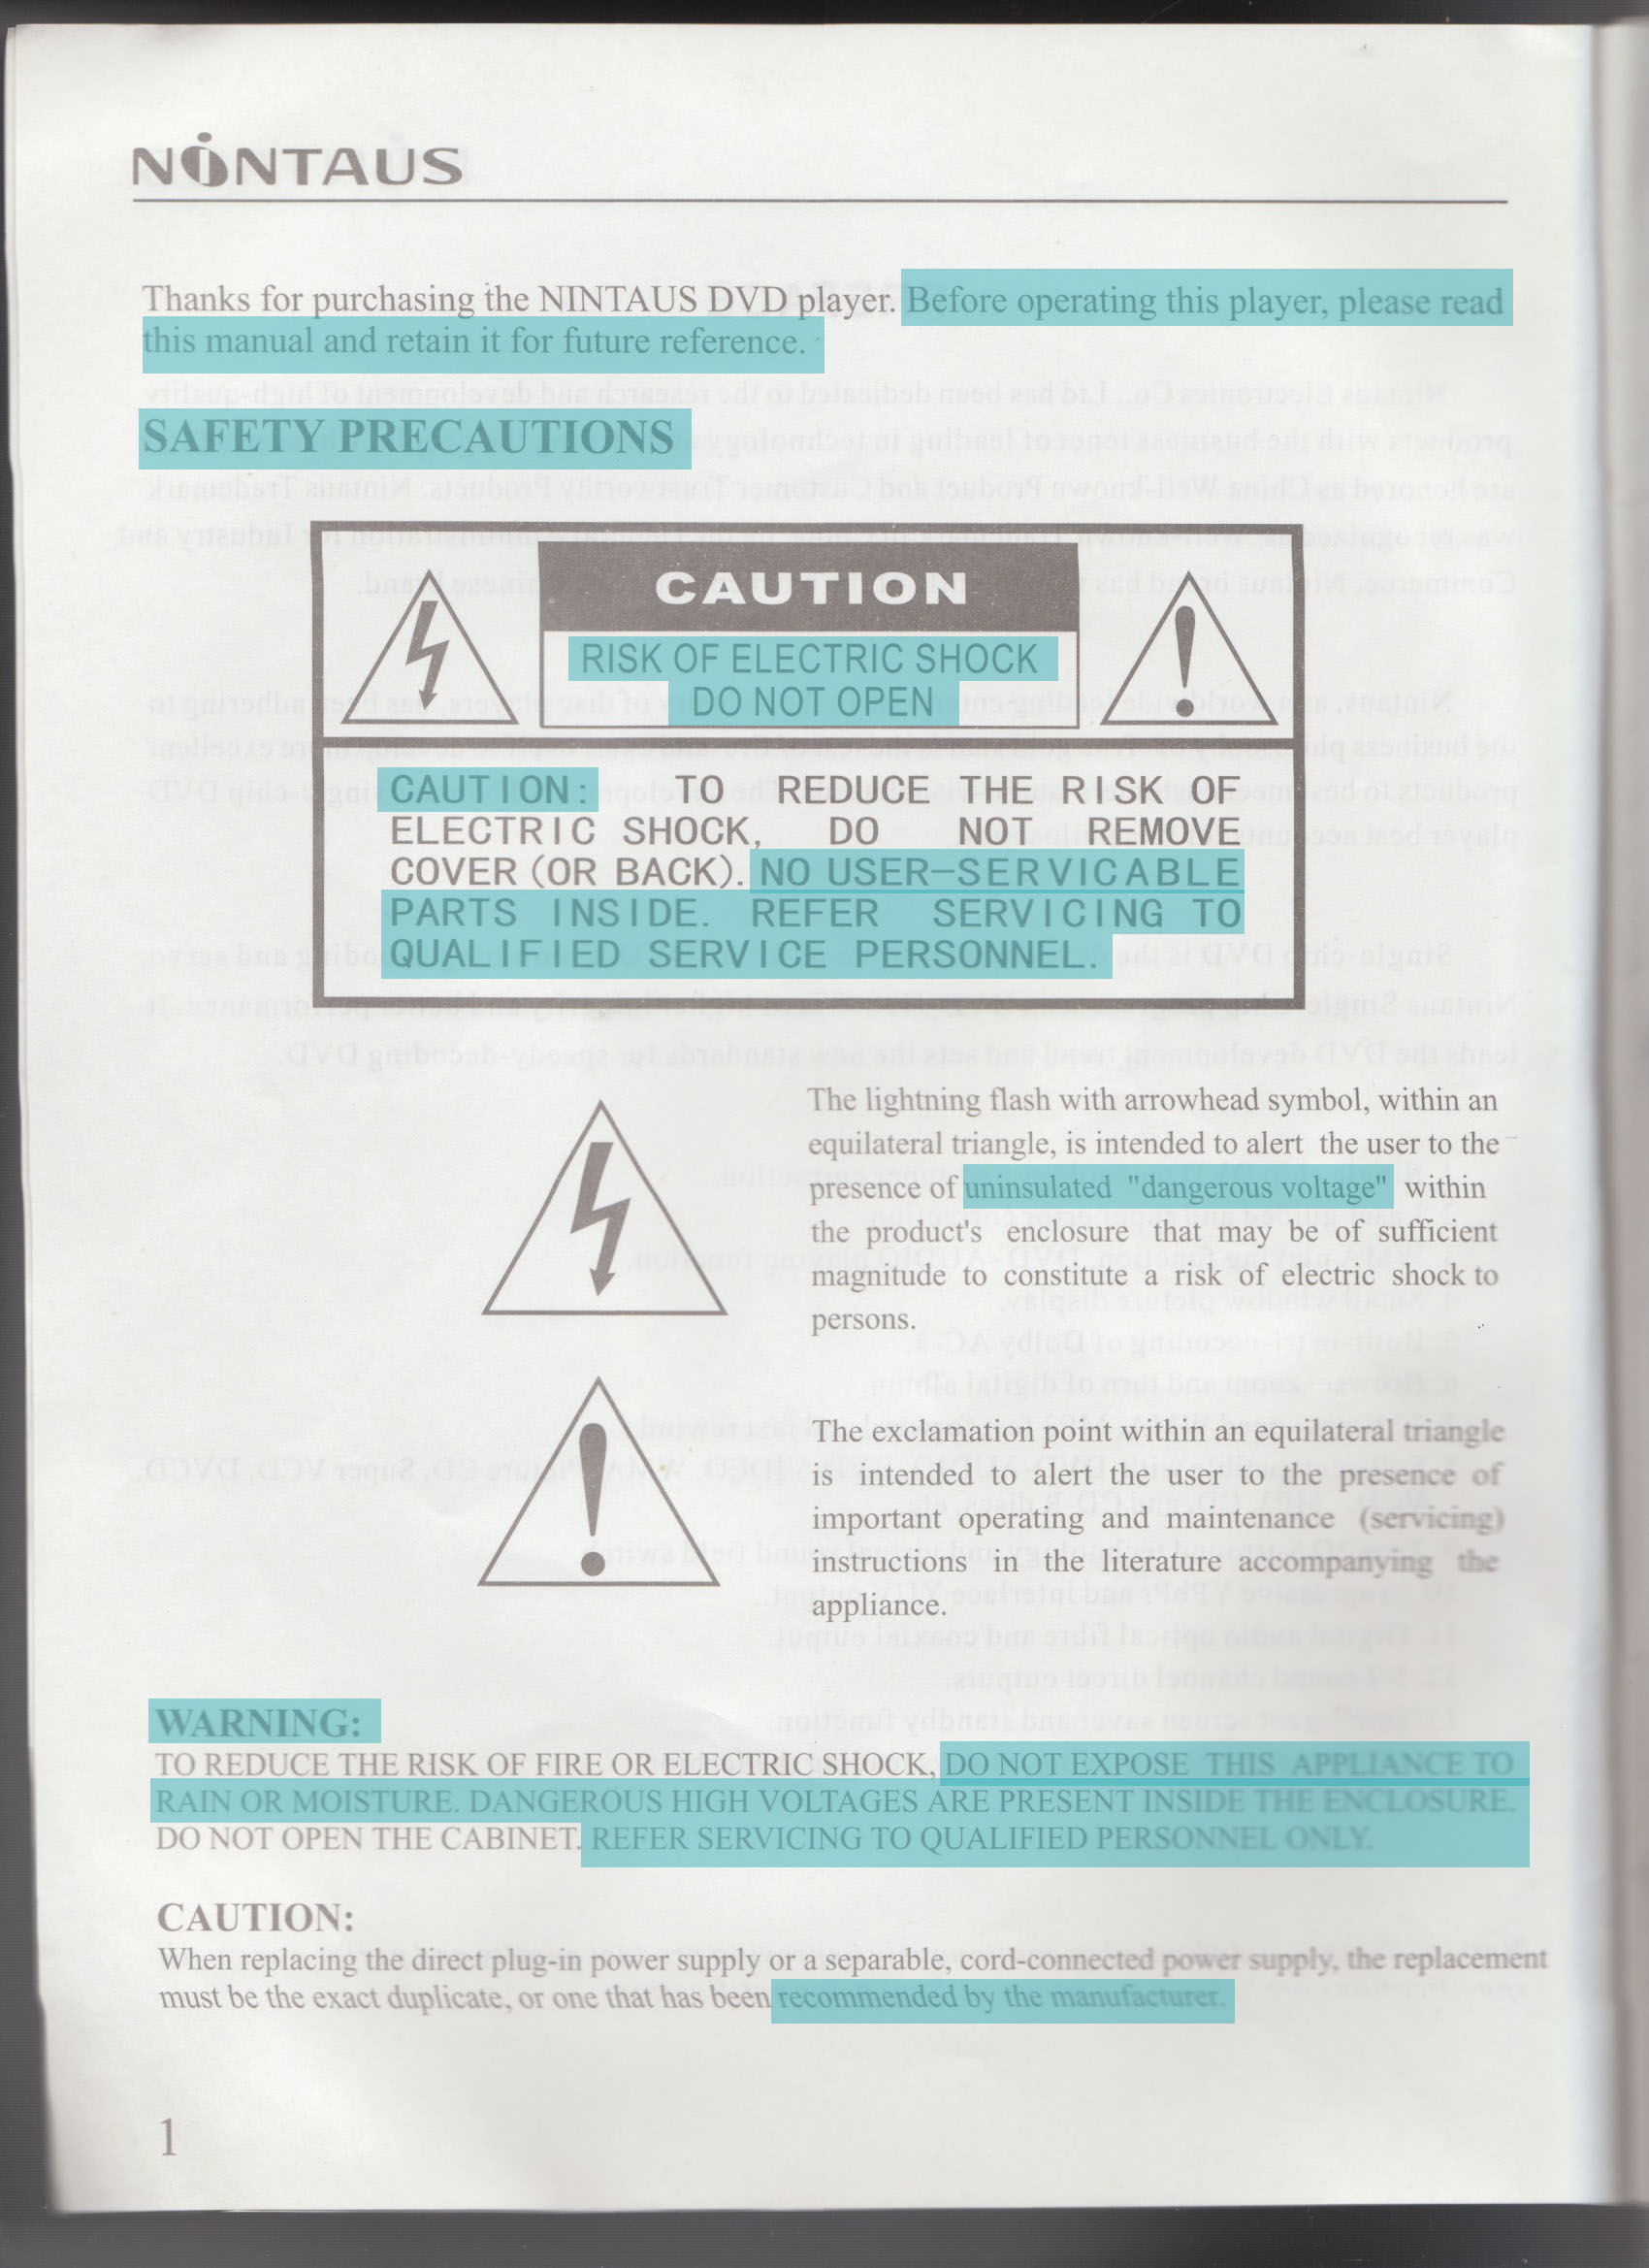 NINTAUS
Thanks for purchasing the NINTAUS DVD player. Before operating this player, please read
this manual and retain it for future reference.
SAFETY PRECAUTIONS
CAUTION
RISK OF ELECTRIC SHOCK
DO NOT OPEN
CAUTION: TO REDUCE THE RISK OF
ELECTRIC SHOCK, DO NOT REMOVE
COVER (OR BACK). NO USER-SERVICABLE
PARTS INSIDE. REFER SERVICING TO
QUALIFIED SERVICE PERSONNEL.
The lightning flash with arrowhead symbol, within an
equilateral triangle, is intended to alert the user to the
presence of uninsulated "dangerous voltage" within
the product's enclosure that may be of sufficient
magnitude to constitute a risk of electric shock to
persons.
The exclamation point within an equilateral triangle
is intended to alert the user to the presence of
important operating and maintenance (servicing)
instructions in the literature accompanying the
appliance.
WARNING:
TO REDUCE THE RISK OF FIRE OR ELECTRIC SHOCK, DO NOT EXPOSE THIS APPLIANCE TO
RAIN OR MOISTURE. DANGEROUS HIGH VOLTAGES ARE PRESENT INSIDE THE ENCLOSURE.
DO NOT OPEN THE CABINET. REFER SERVICING TO QUALIFIED PERSONNEL ONLY.
CAUTION:
When replacing the direct plug-in power supply or a separable, cord-connected power supply, the replacement
must be the exact duplicate, or one that has been recommended by the manufacturer.
1